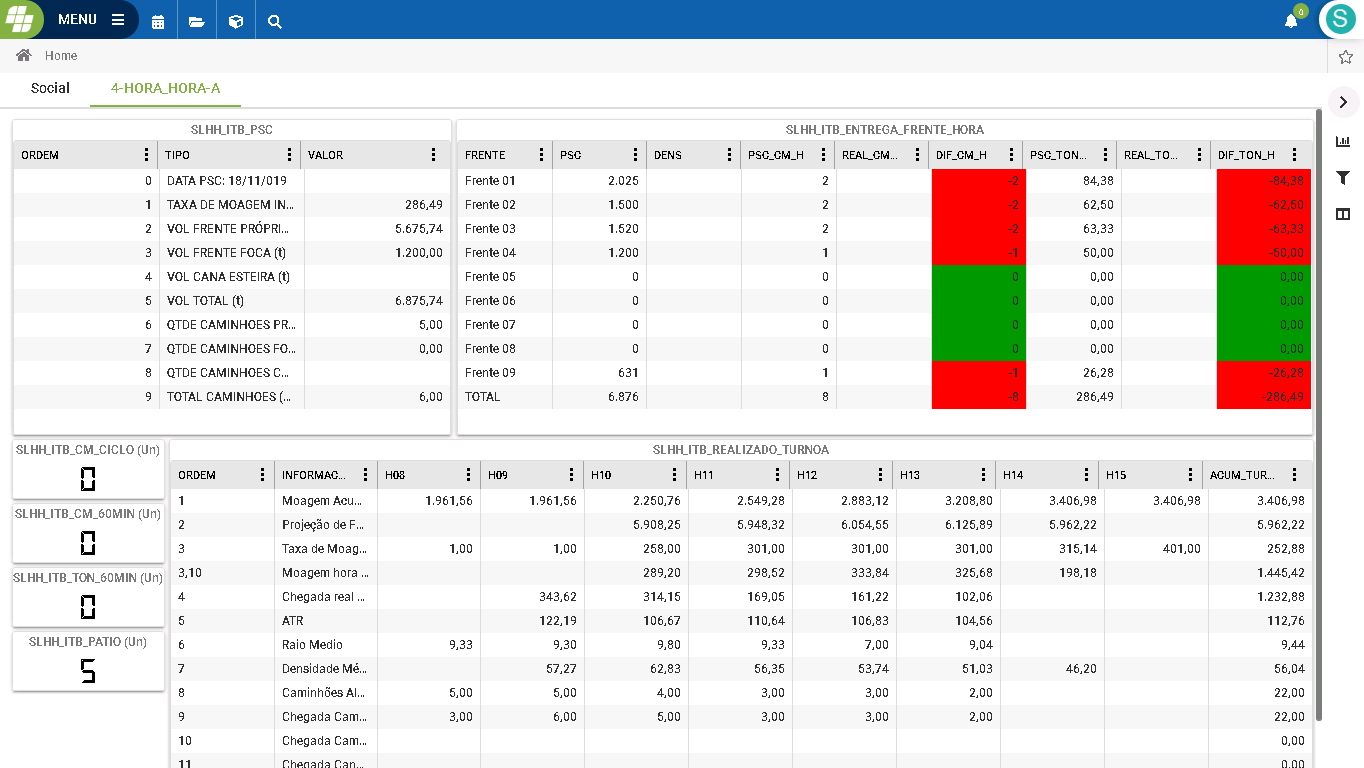 MENU
0
S
Home
Social 4-HORA_HORA-A
SLHH_ITB_PSC
ORDEM TIPO VALOR
0 DATA PSC: 18/11/019
1 TAXA DE MOAGEM IN... 286,49
2 VOL FRENTE PRÓPRI... 5.675,74
3 VOL FRENTE FOCA (t) 1.200,00
4 VOL CANA ESTEIRA (t)
5 VOL TOTAL (t) 6.875,74
6 QTDE CAMINHOES PR... 5,00
7 QTDE CAMINHOES FO... 0,00
8 QTDE CAMINHOES C...
9 TOTAL CAMINHOES (... 6,00
SLHH_ITB_ENTREGA_FRENTE_HORA
FRENTE PSC DENS PSC_CM_H REAL_CM... DIF_CM_H PSC_TON... REAL_TO... DIF_TON_H
Frente 01 2.025 2 -2 84,38 -84,38
Frente 02 1.500 2 -2 62,50 -62,50
Frente 03 1.520 2 -2 63,33 -63,33
Frente 04 1.200 1 -1 50,00 -50,00
Frente 05 0 0 0 0,00 0,00
Frente 06 0 0 0 0,00 0,00
Frente 07 0 0 0 0,00 0,00
Frente 08 0 0 0 0,00 0,00
Frente 09 631 1 -1 26,28 -26,28
TOTAL 6.876 8 -8 286,49 -286,49
SLHH_ITB_CM_CICLO (Un)
0
SLHH_ITB_CM_60MIN (Un)
0
SLHH_ITB_TON_60MIN (Un)
0
SLHH_ITB_PATIO (Un)
5
SLHH_ITB_REALIZADO_TURNOA
ORDEM INFORMAC... H08 H09 H10 H11 H12 H13 H14 H15 ACUM_TUR...
1 Moagem Acu... 1.961,56 1.961,56 2.250,76 2.549,28 2.883,12 3.208,80 3.406,98 3.406,98 3.406,98
2 Projeção de F... 5.908,25 5.948,32 6.054,55 6.125,89 5.962,22 5.962,22
3 Taxa de Moag... 1,00 1,00 258,00 301,00 301,00 301,00 315,14 401,00 252,88
3,10 Moagem hora ... 289,20 298,52 333,84 325,68 198,18 1.445,42
4 Chegada real ... 343,62 314,15 169,05 161,22 102,06 1.232,88
5 ATR 122,19 106,67 110,64 106,83 104,56 112,76
6 Raio Medio 9,33 9,30 9,80 9,33 7,00 9,04 9,44
7 Densidade Mé... 57,27 62,83 56,35 53,74 51,03 46,20 56,04
8 Caminhões Al... 5,00 5,00 4,00 3,00 3,00 2,00 22,00
9 Chegada Cam... 3,00 6,00 5,00 3,00 3,00 2,00 22,00
10 Chegada Cam... 0,00
11 Chegada Can... 0,00